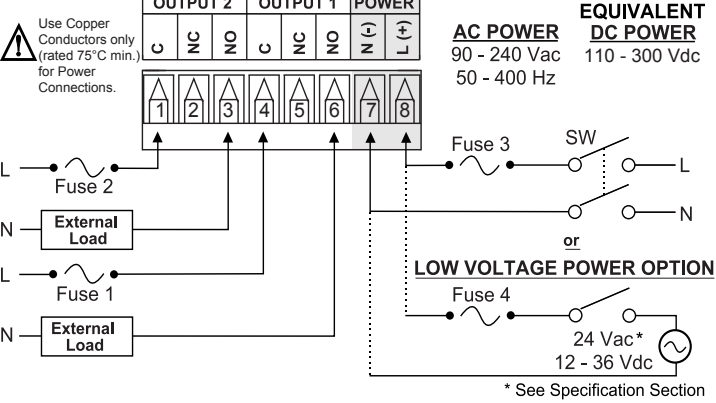 Use Copper
Conductors only
(rated 75°C min.)
for Power
Connections.
OUTPUT 2 OUTPUT 1 POWER
C NC NO C NC NO N (-) L (+)
1 2 3 4 5 6 7 8
EQUIVALENT
AC POWER DC POWER
90 - 240 Vac 110 - 300 Vdc
50 - 400 Hz
L Fuse 2
N External
Load
L Fuse 1
N External
Load
Fuse 3 SW L
N
or
LOW VOLTAGE POWER OPTION
Fuse 4
24 Vac*
12 - 36 Vdc
* See Specification Section